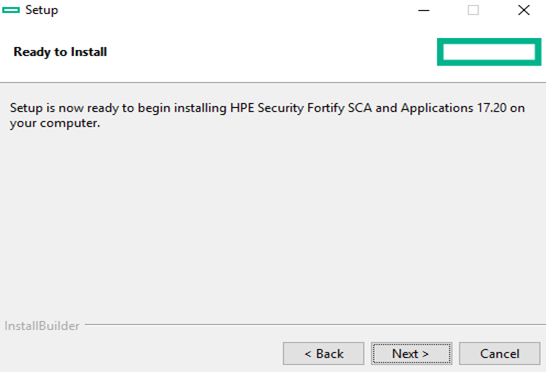 Setup
Ready to Install
Setup is now ready to begin installing HPE Security Fortify SCA and Applications 17.20 on
your computer.
InstallBuilder
< Back
Next >
Cancel